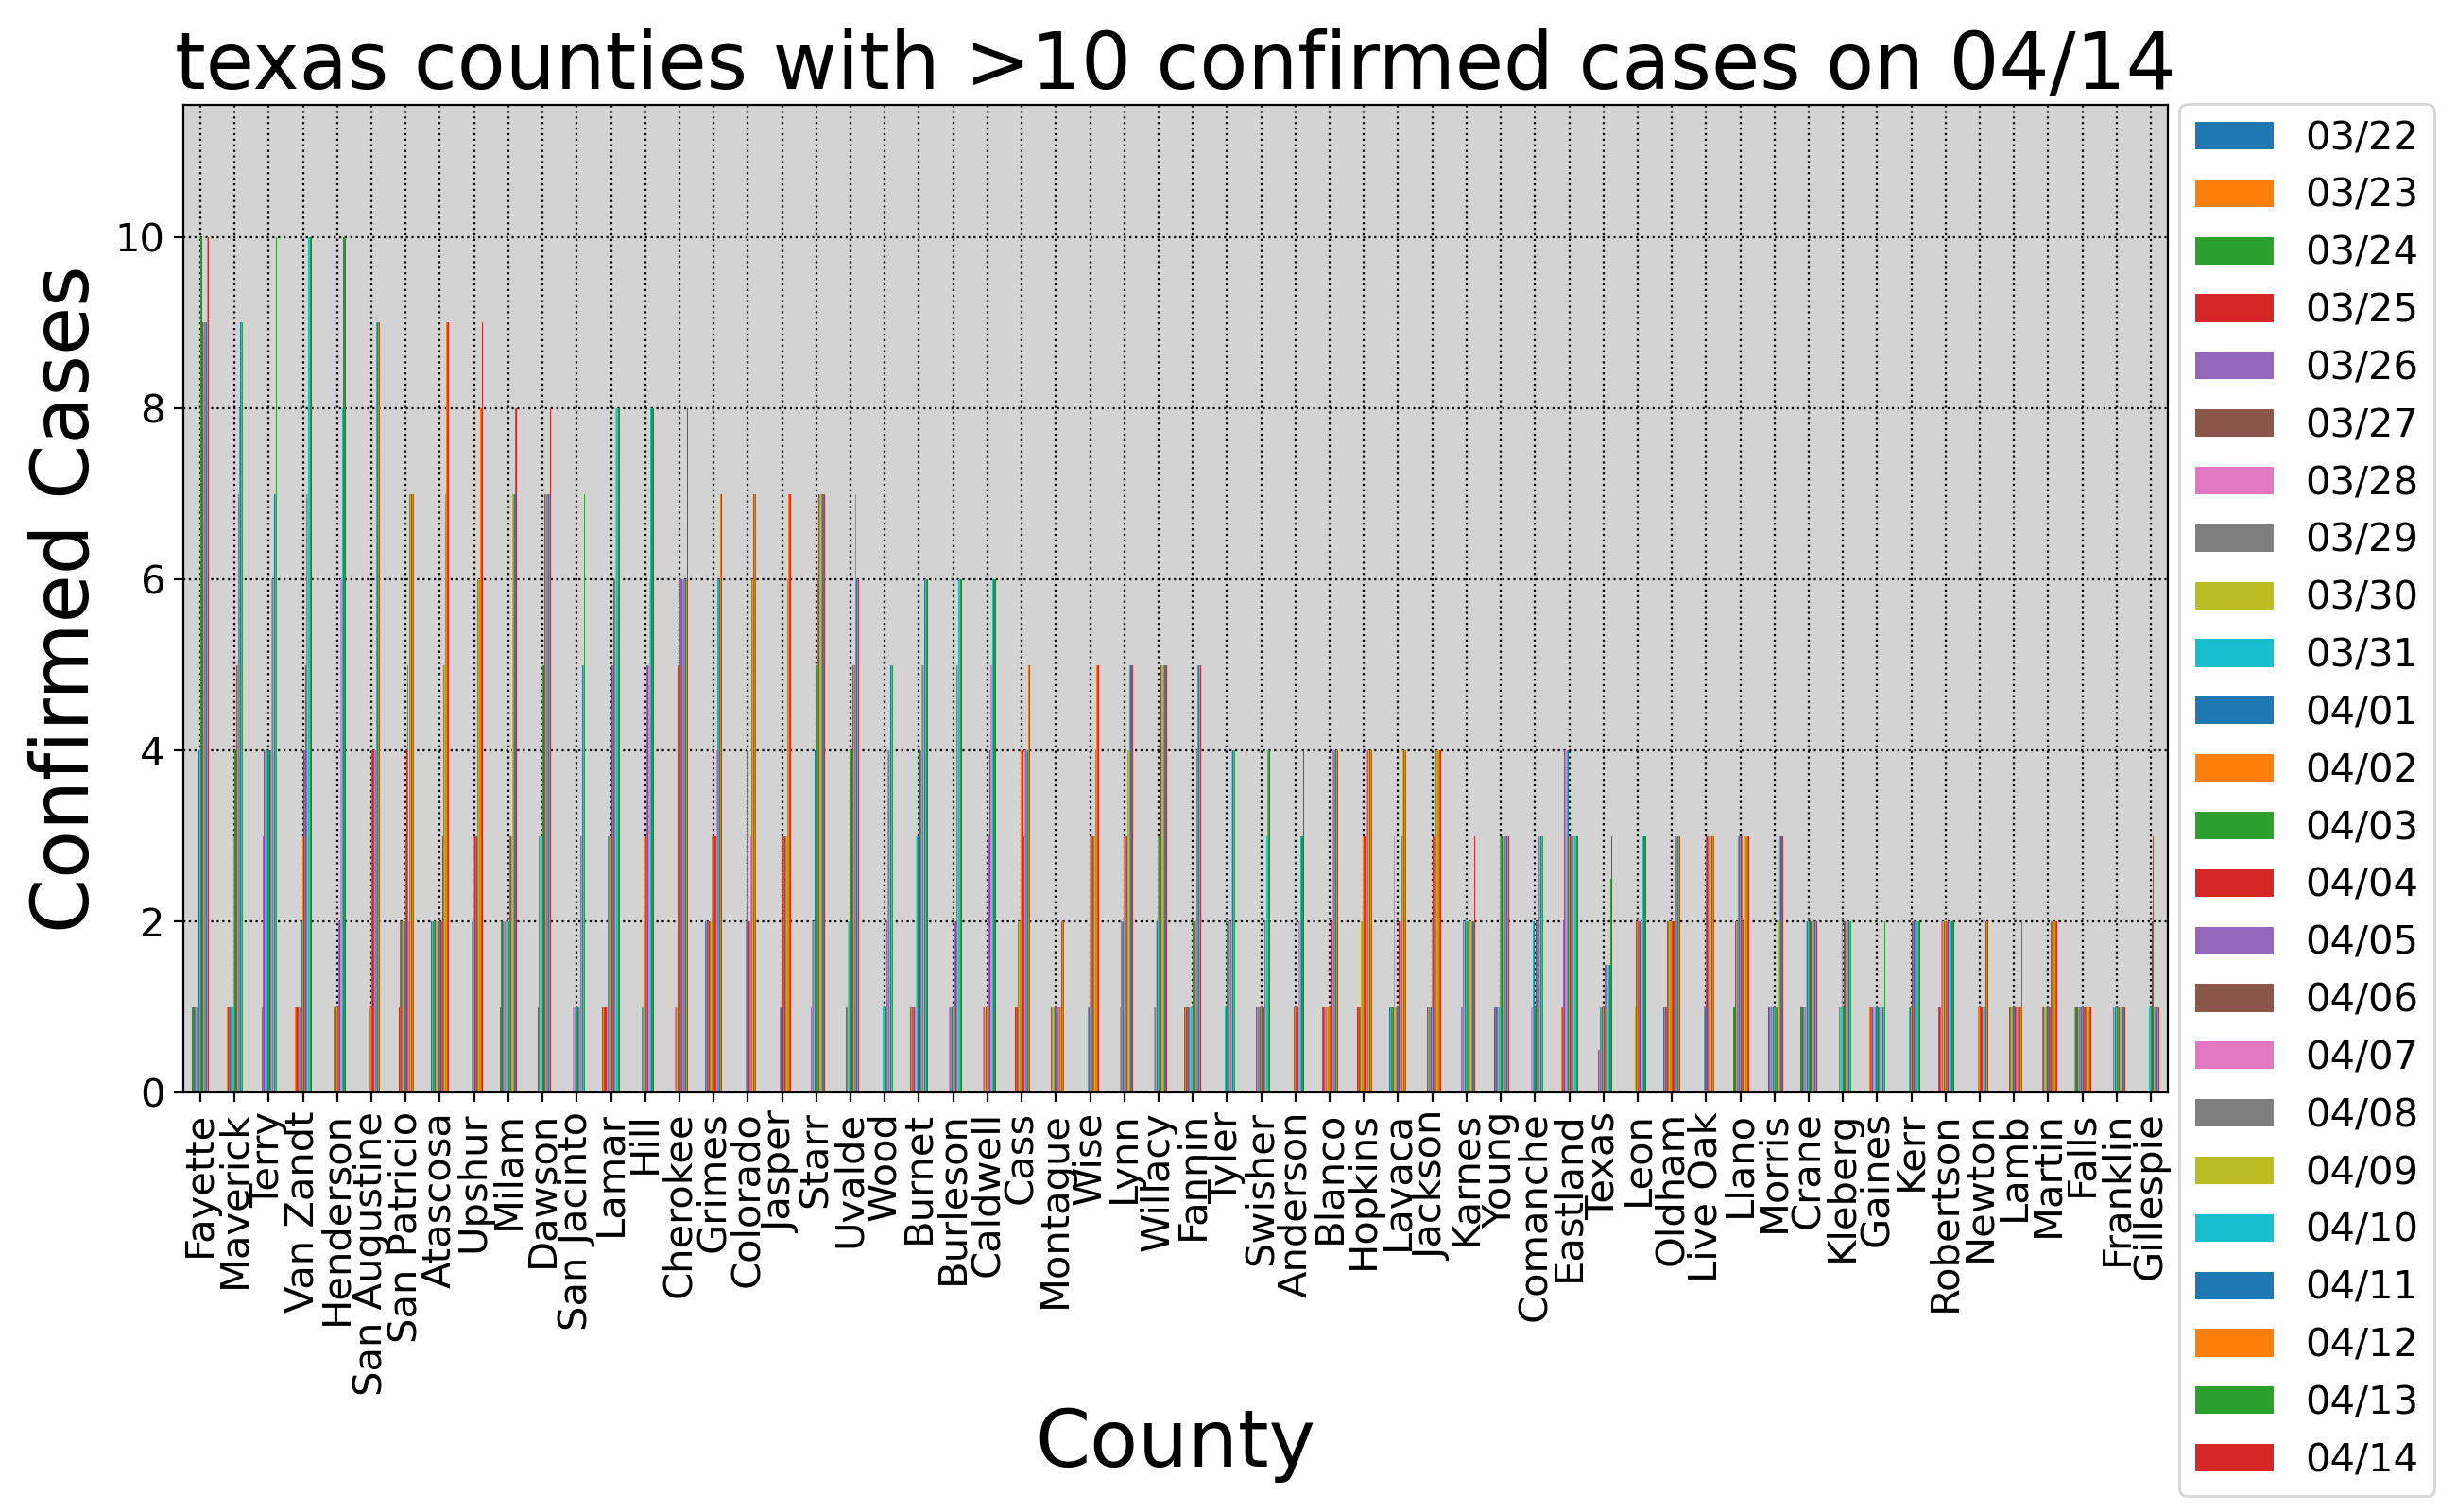 texas counties with >10 confirmed cases on 04/14
Confirmed Cases
10
8
6
4
2
0
Fayette
Maverick
Terry
Van Zandt
Henderson
San Augustine
San Patricio
Atascosa
Upshur
Milam
Dawson
San Jacinto
Lamar
Hill
Cherokee
Grimes
Colorado
Jasper
Starr
Uvalde
Wood
Burnet
Burleson
Caldwell
Cass
Montague
Wise
Lynn
Willacy
Fannin
Tyler
Swisher
Anderson
Blanco
Hopkins
Lavaca
Jackson
Karnes
Young
Comanche
Eastland
Texas
Leon
Oldham
Live Oak
Llano
Morris
Crane
Kleberg
Gaines
Kerr
Robertson
Newton
Lamb
Martin
Falls
Franklin
Gillespie
County
03/22
03/23
03/24
03/25
03/26
03/27
03/28
03/29
03/30
03/31
04/01
04/02
04/03
04/04
04/05
04/06
04/07
04/08
04/09
04/10
04/11
04/12
04/13
04/14